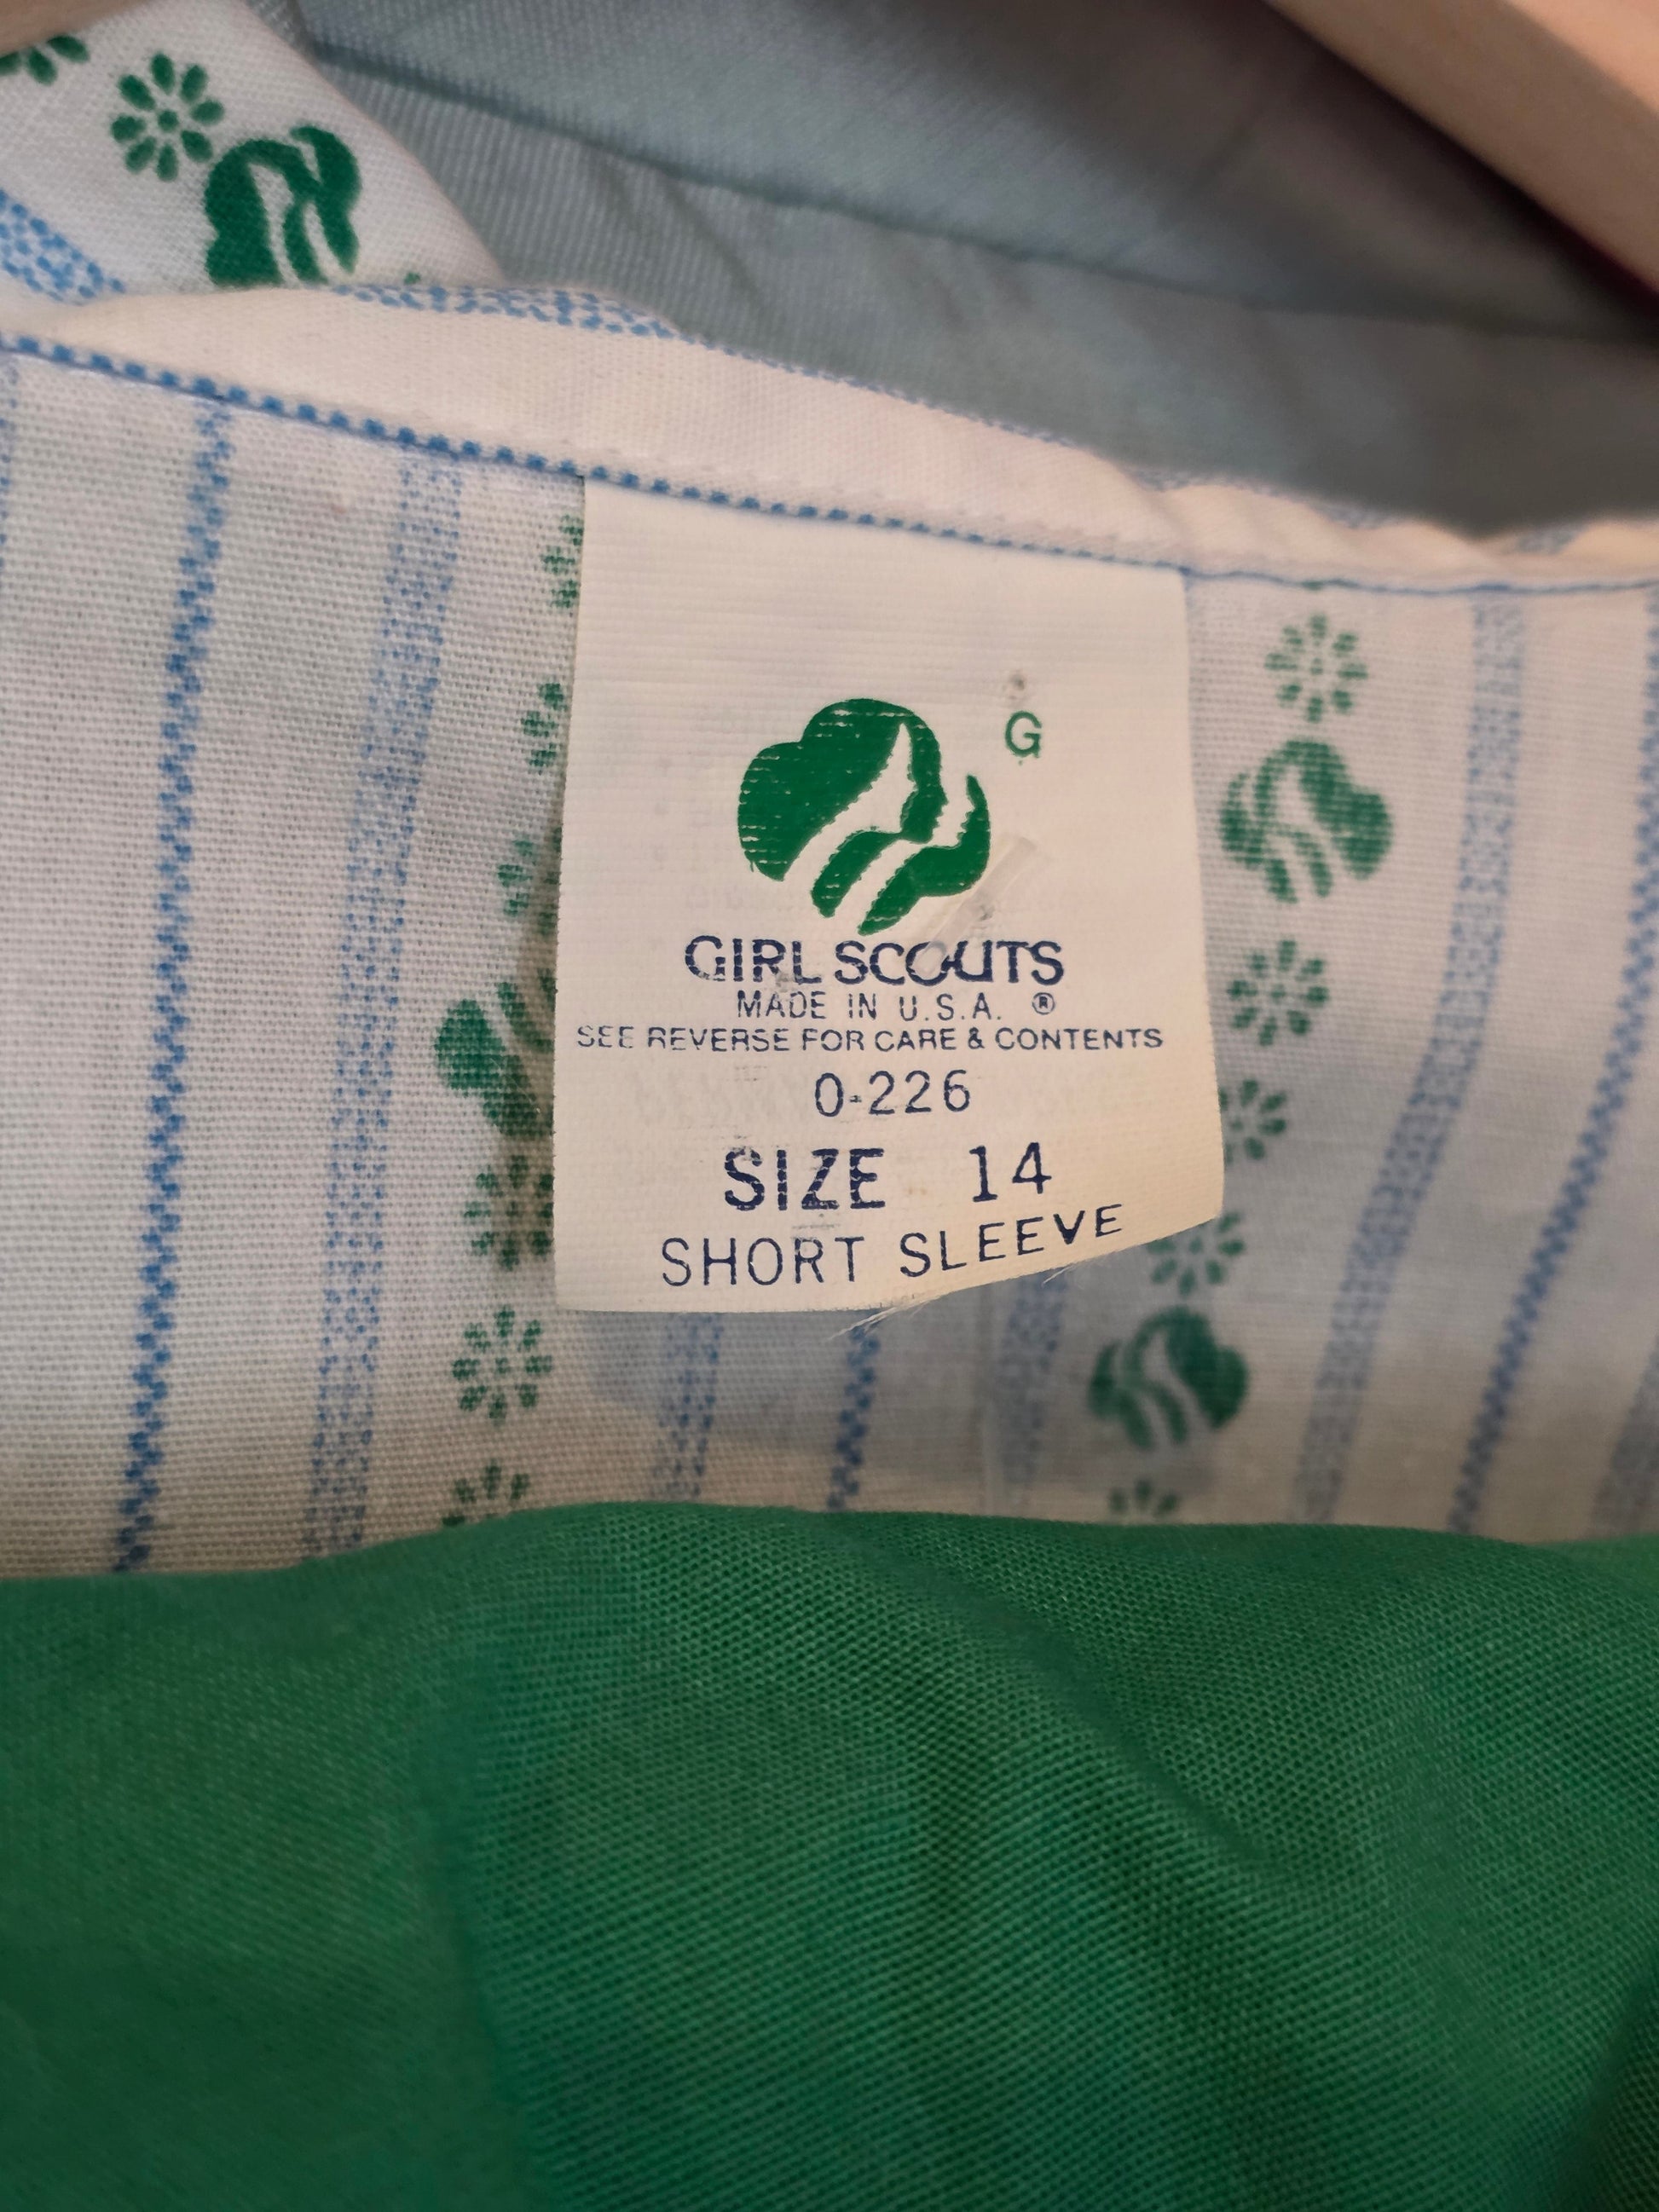 G
GIRL SCOUTS
MADE IN U.S.A. ®
SEE REVERSE FOR CARE & CONTENTS
0-226
SIZE 14
SHORT SLEEVE